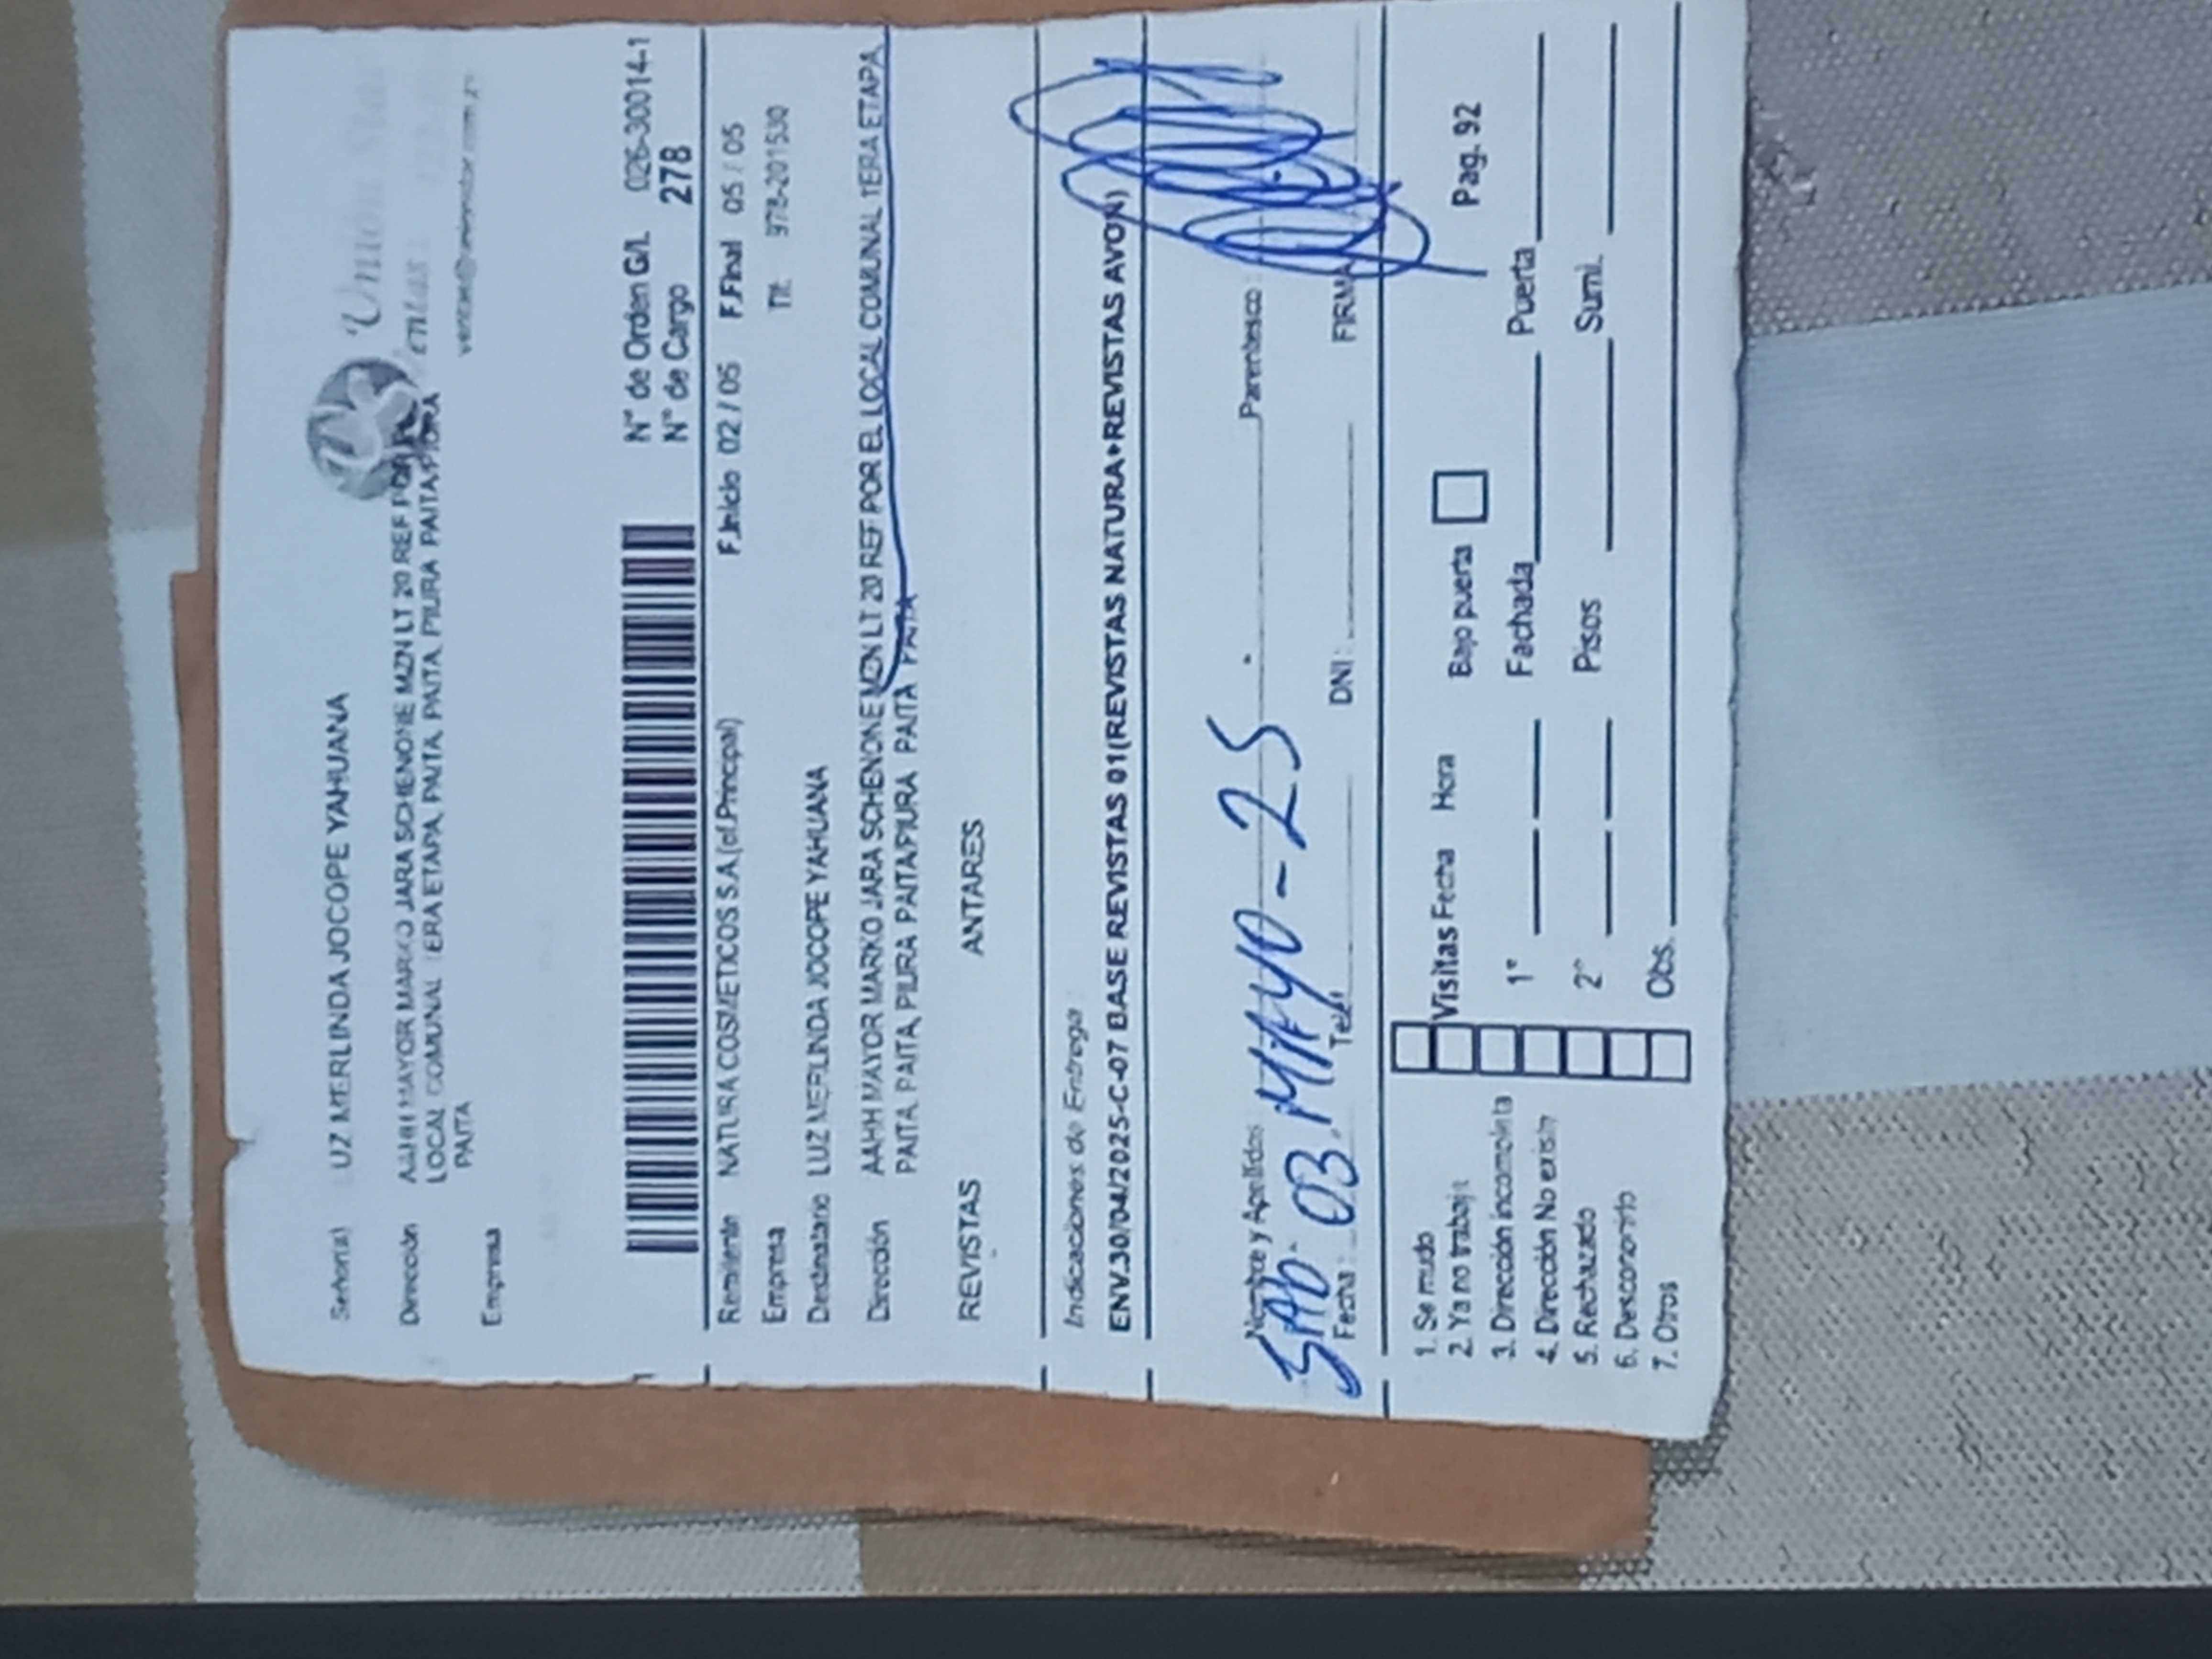 Unión Star
Señor(a) LUZ MERLINDA JOCOPE YAHUANA
Dirección AAHH MAYOR MARKO JARA SCHENONE MZN LT 20 REF POR EL
LOCAL COMUNAL 1ERA ETAPA, PAITA, PAITA, PIURA PAITA/PIURA
PAITA
Empresa
N° de Orden G/L 026-300014-1
N° de Cargo 278
Remitente NATURA COSMETICOS S.A.(of.Principal) F.Inicio 02 / 05 F.Final 05 / 05
Empresa Tlf. 978-201530
Destinatario LUZ MERLINDA JOCOPE YAHUANA
Dirección AAHH MAYOR MARKO JARA SCHENONE MZN LT 20 REF POR EL LOCAL COMUNAL 1ERA ETAPA,
PAITA, PAITA, PIURA PAITA/PIURA PAITA PAITA
REVISTAS ANTARES
Indicaciones de Entrega
ENV.30/04/2025-C-07 BASE REVISTAS 01(REVISTAS NATURA+REVISTAS AVON)
Nombre y Apellidos Parentesco
SAB 03 MAYO-25
Fecha: Telf. DNI: FIRMA
1. Se mudo
2. Ya no trabaja Visitas Fecha Hora Bajo puerta Pag. 92
3. Dirección incompleta 1° Fachada Puerta
4. Dirección No existe
5. Rechazado 2° Pisos Sumi.
6. Desconocido
7. Otros Obs.